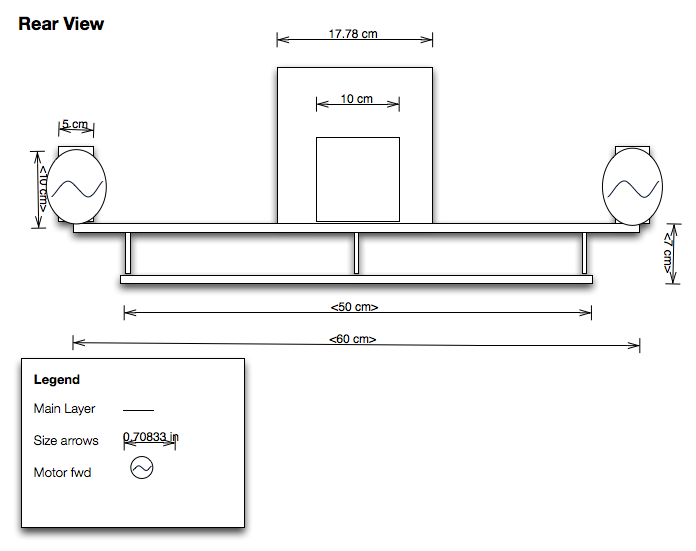 Rear View
17.78 cm
10 cm
5 cm
<10 cm>
<7 cm>
<50 cm>
<60 cm>
Legend
Main Layer
Size arrows
0.70833 in
Motor fwd